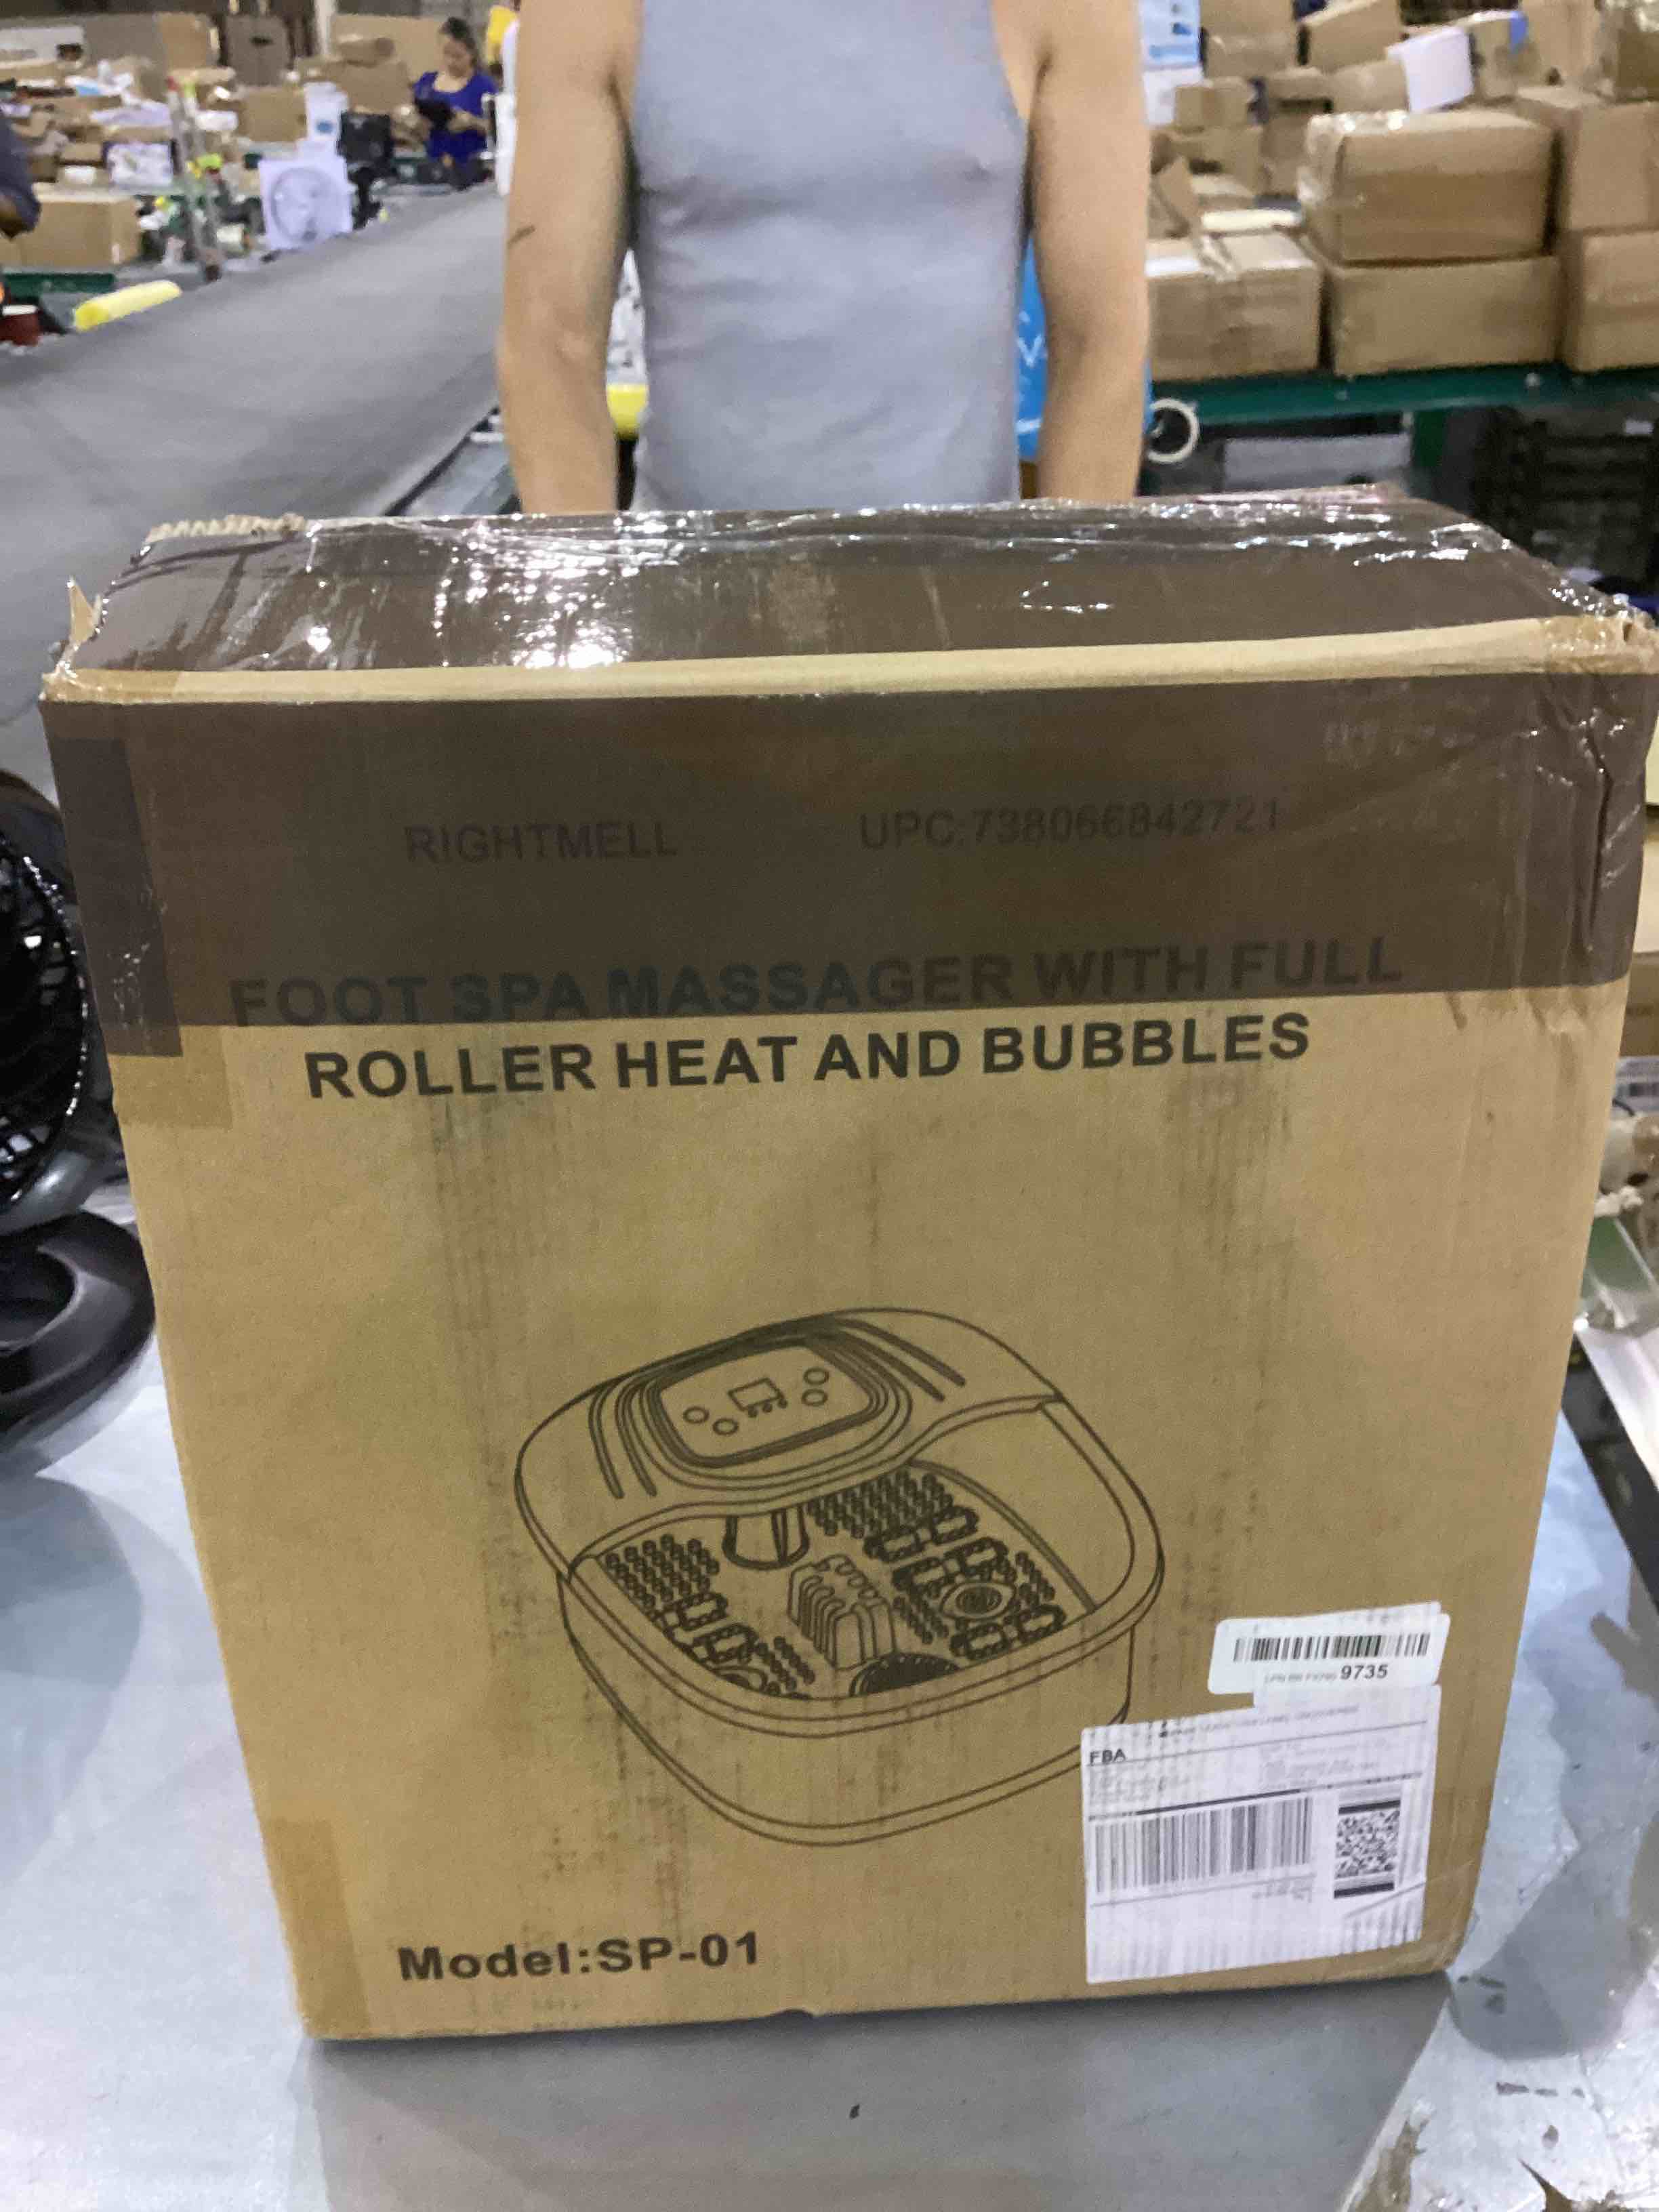 RIGHTMELL UPC:738066842721
FOOT SPA MASSAGER WITH FULL
ROLLER HEAT AND BUBBLES
9735
FBA
Model:SP-01